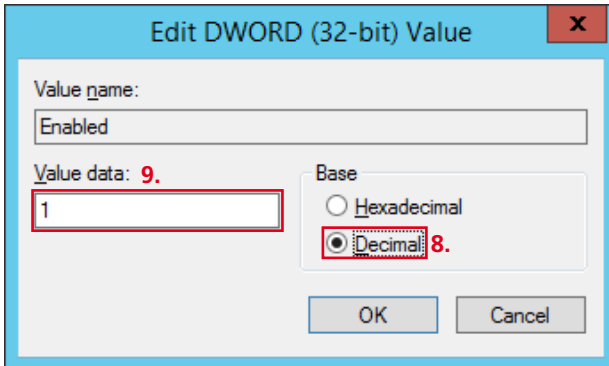 Edit DWORD (32-bit) Value
x
Value name:
Enabled
Value data: 9.
1
Base
Hexadecimal
Decimal 8.
OK
Cancel